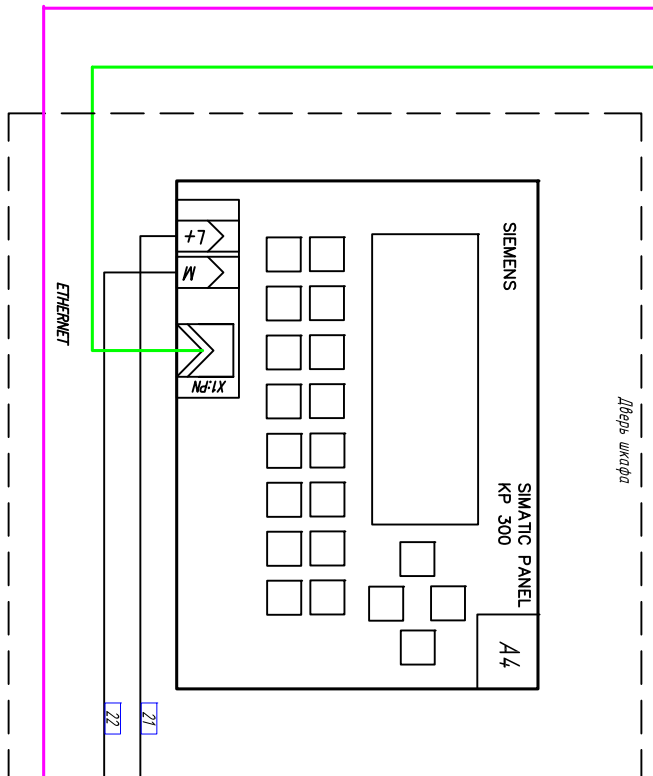 SIEMENS
SIMATIC PANEL
KP 300
A4
Дверь шкафа
L+
M
X1:PN
ETHERNET
21
22